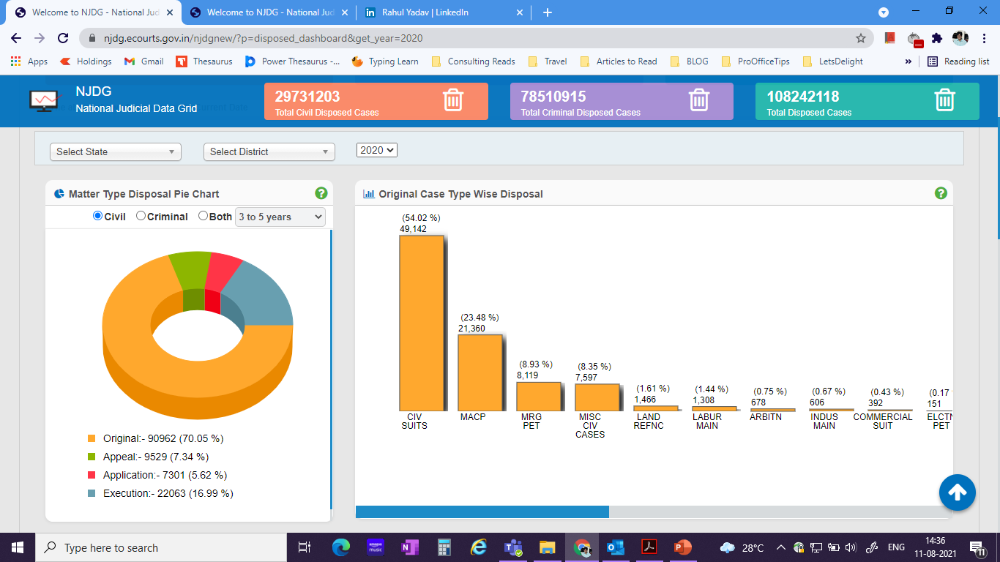 Welcome to NJDG - National Jud
Welcome to NJDG - National Jud
Rahul Yadav | LinkedIn
njdg.ecourts.gov.in/njdgnew/?p=disposed_dashboard&get_year=2020
Apps
Holdings
Gmail
Thesaurus
Power Thesaurus -...
Typing Learn
Consulting Reads
Travel
Articles to Read
BLOG
ProOfficeTips
LetsDelight
»
Reading list
NJDG
National Judicial Data Grid
29731203
Total Civil Disposed Cases
78510915
Total Criminal Disposed Cases
108242118
Total Disposed Cases
Select State
Select District
2020
Matter Type Disposal Pie Chart
?
Civil
Criminal
Both
3 to 5 years
Original:- 90962 (70.05 %)
Appeal:- 9529 (7.34 %)
Application:- 7301 (5.62 %)
Execution:- 22063 (16.99 %)
Original Case Type Wise Disposal
?
(54.02 %)
49,142
CIV
SUITS
(23.48 %)
21,360
MACP
(8.93 %)
8,119
MRG
PET
(8.35 %)
7,597
MISC
CIV
CASES
(1.61 %)
1,466
LAND
REFNC
(1.44 %)
1,308
LABUR
MAIN
(0.75 %)
678
ARBITN
(0.67 %)
606
INDUS
MAIN
(0.43 %)
392
COMMERCIAL
SUIT
(0.17
151
ELCTN
PET
Type here to search
amazon
music
28°C
ENG
14:36
11-08-2021
11